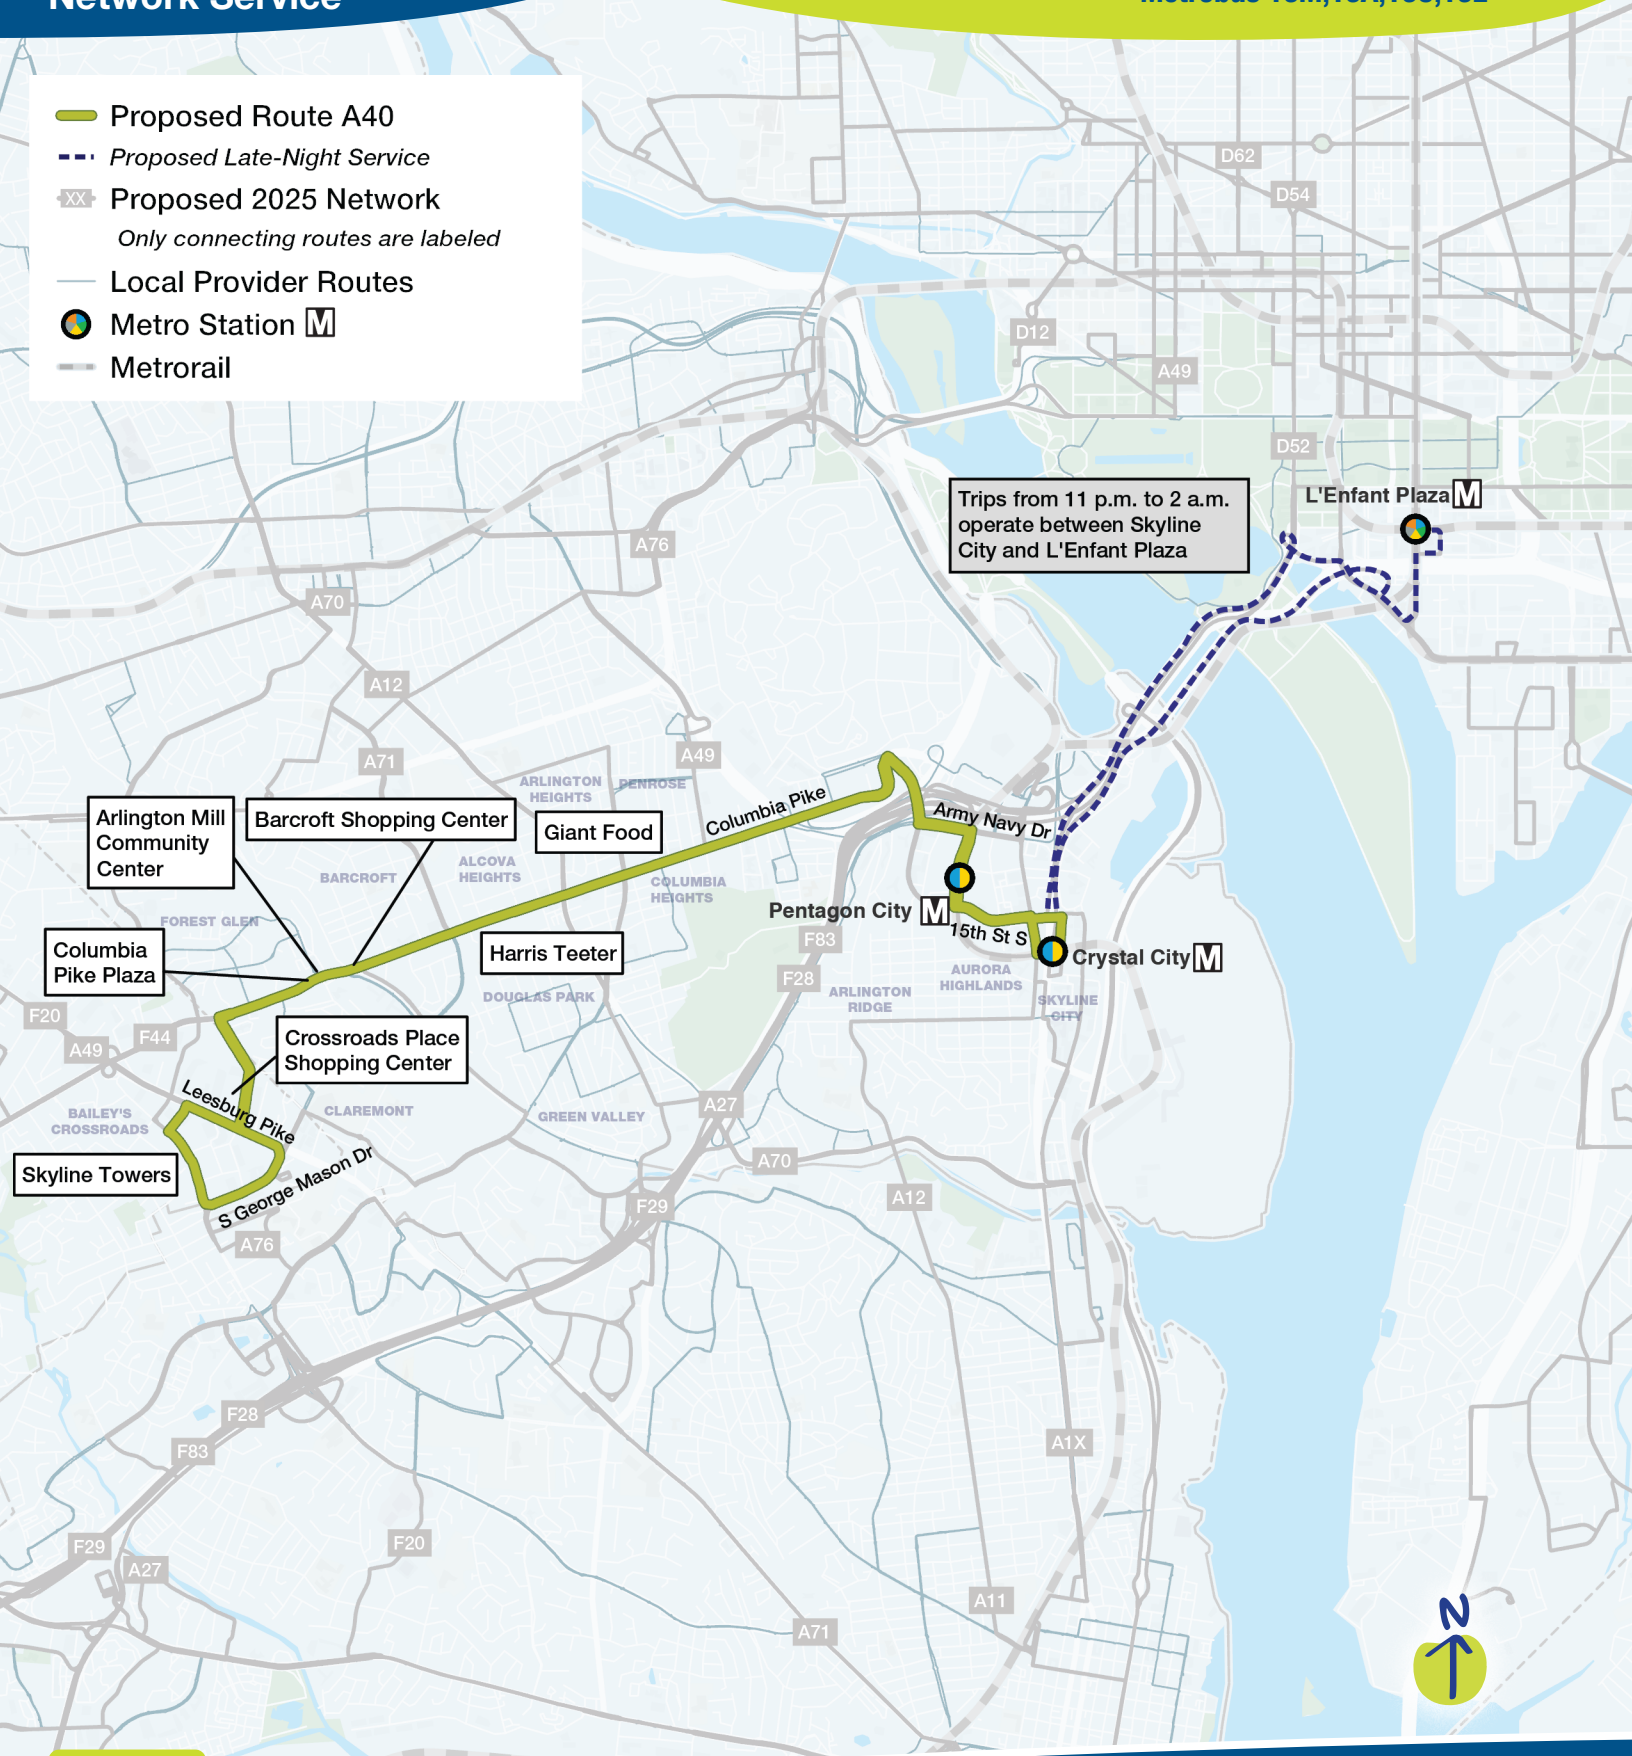 Network Service
Proposed Route A40
Proposed Late-Night Service
XX
Proposed 2025 Network
Only connecting routes are labeled
Local Provider Routes
Metro Station M
Metrorail
D62
D54
D12
A49
D52
Trips from 11 p.m. to 2 a.m.
operate between Skyline
City and L'Enfant Plaza
L'Enfant Plaza M
A76
A70
A12
A71
A49
ARLINGTON
HEIGHTS
PENROSE
Columbia Pike
Army Navy Dr
Arlington Mill
Community
Center
Barcroft Shopping Center
Giant Food
ALCOVA
HEIGHTS
BARCROFT
COLUMBIA
HEIGHTS
FOREST GLEN
Pentagon City M
15th St S
Crystal City M
Columbia
Pike Plaza
Harris Teeter
F83
F28
AURORA
HIGHLANDS
ARLINGTON
RIDGE
SKYLINE
CITY
DOUGLAS PARK
F20
A49
F44
Crossroads Place
Shopping Center
Leesburg Pike
BAILEY'S
CROSSROADS
CLAREMONT
GREEN VALLEY
A27
Skyline Towers
S George Mason Dr
A70
A12
F29
A76
F28
F83
A1X
F29
A27
F20
A11
A71
N